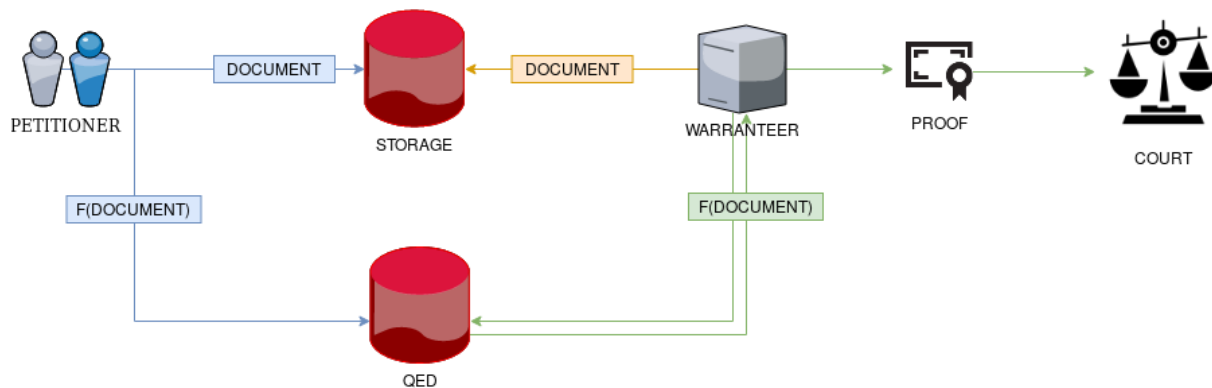 DOCUMENT
DOCUMENT
PETITIONER
STORAGE
WARRANTEER
PROOF
COURT
F(DOCUMENT)
F(DOCUMENT)
QED